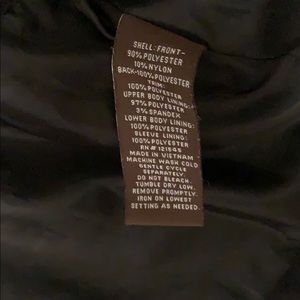 SHELL: FRONT-
90% POLYESTER
10% NYLON
BACK-100% POLYESTER
TRIM:
100% POLYESTER
UPPER BODY LINING:
97% POLYESTER
3% SPANDEX
LOWER BODY LINING:
100% POLYESTER
SLEEVE LINING:
100% POLYESTER
RN# 121845
MADE IN VIETNAM
MACHINE WASH COLD
GENTLE CYCLE
SEPARATELY.
DO NOT BLEACH.
TUMBLE DRY LOW.
REMOVE PROMPTLY.
IRON ON LOWEST
SETTING AS NEEDED.